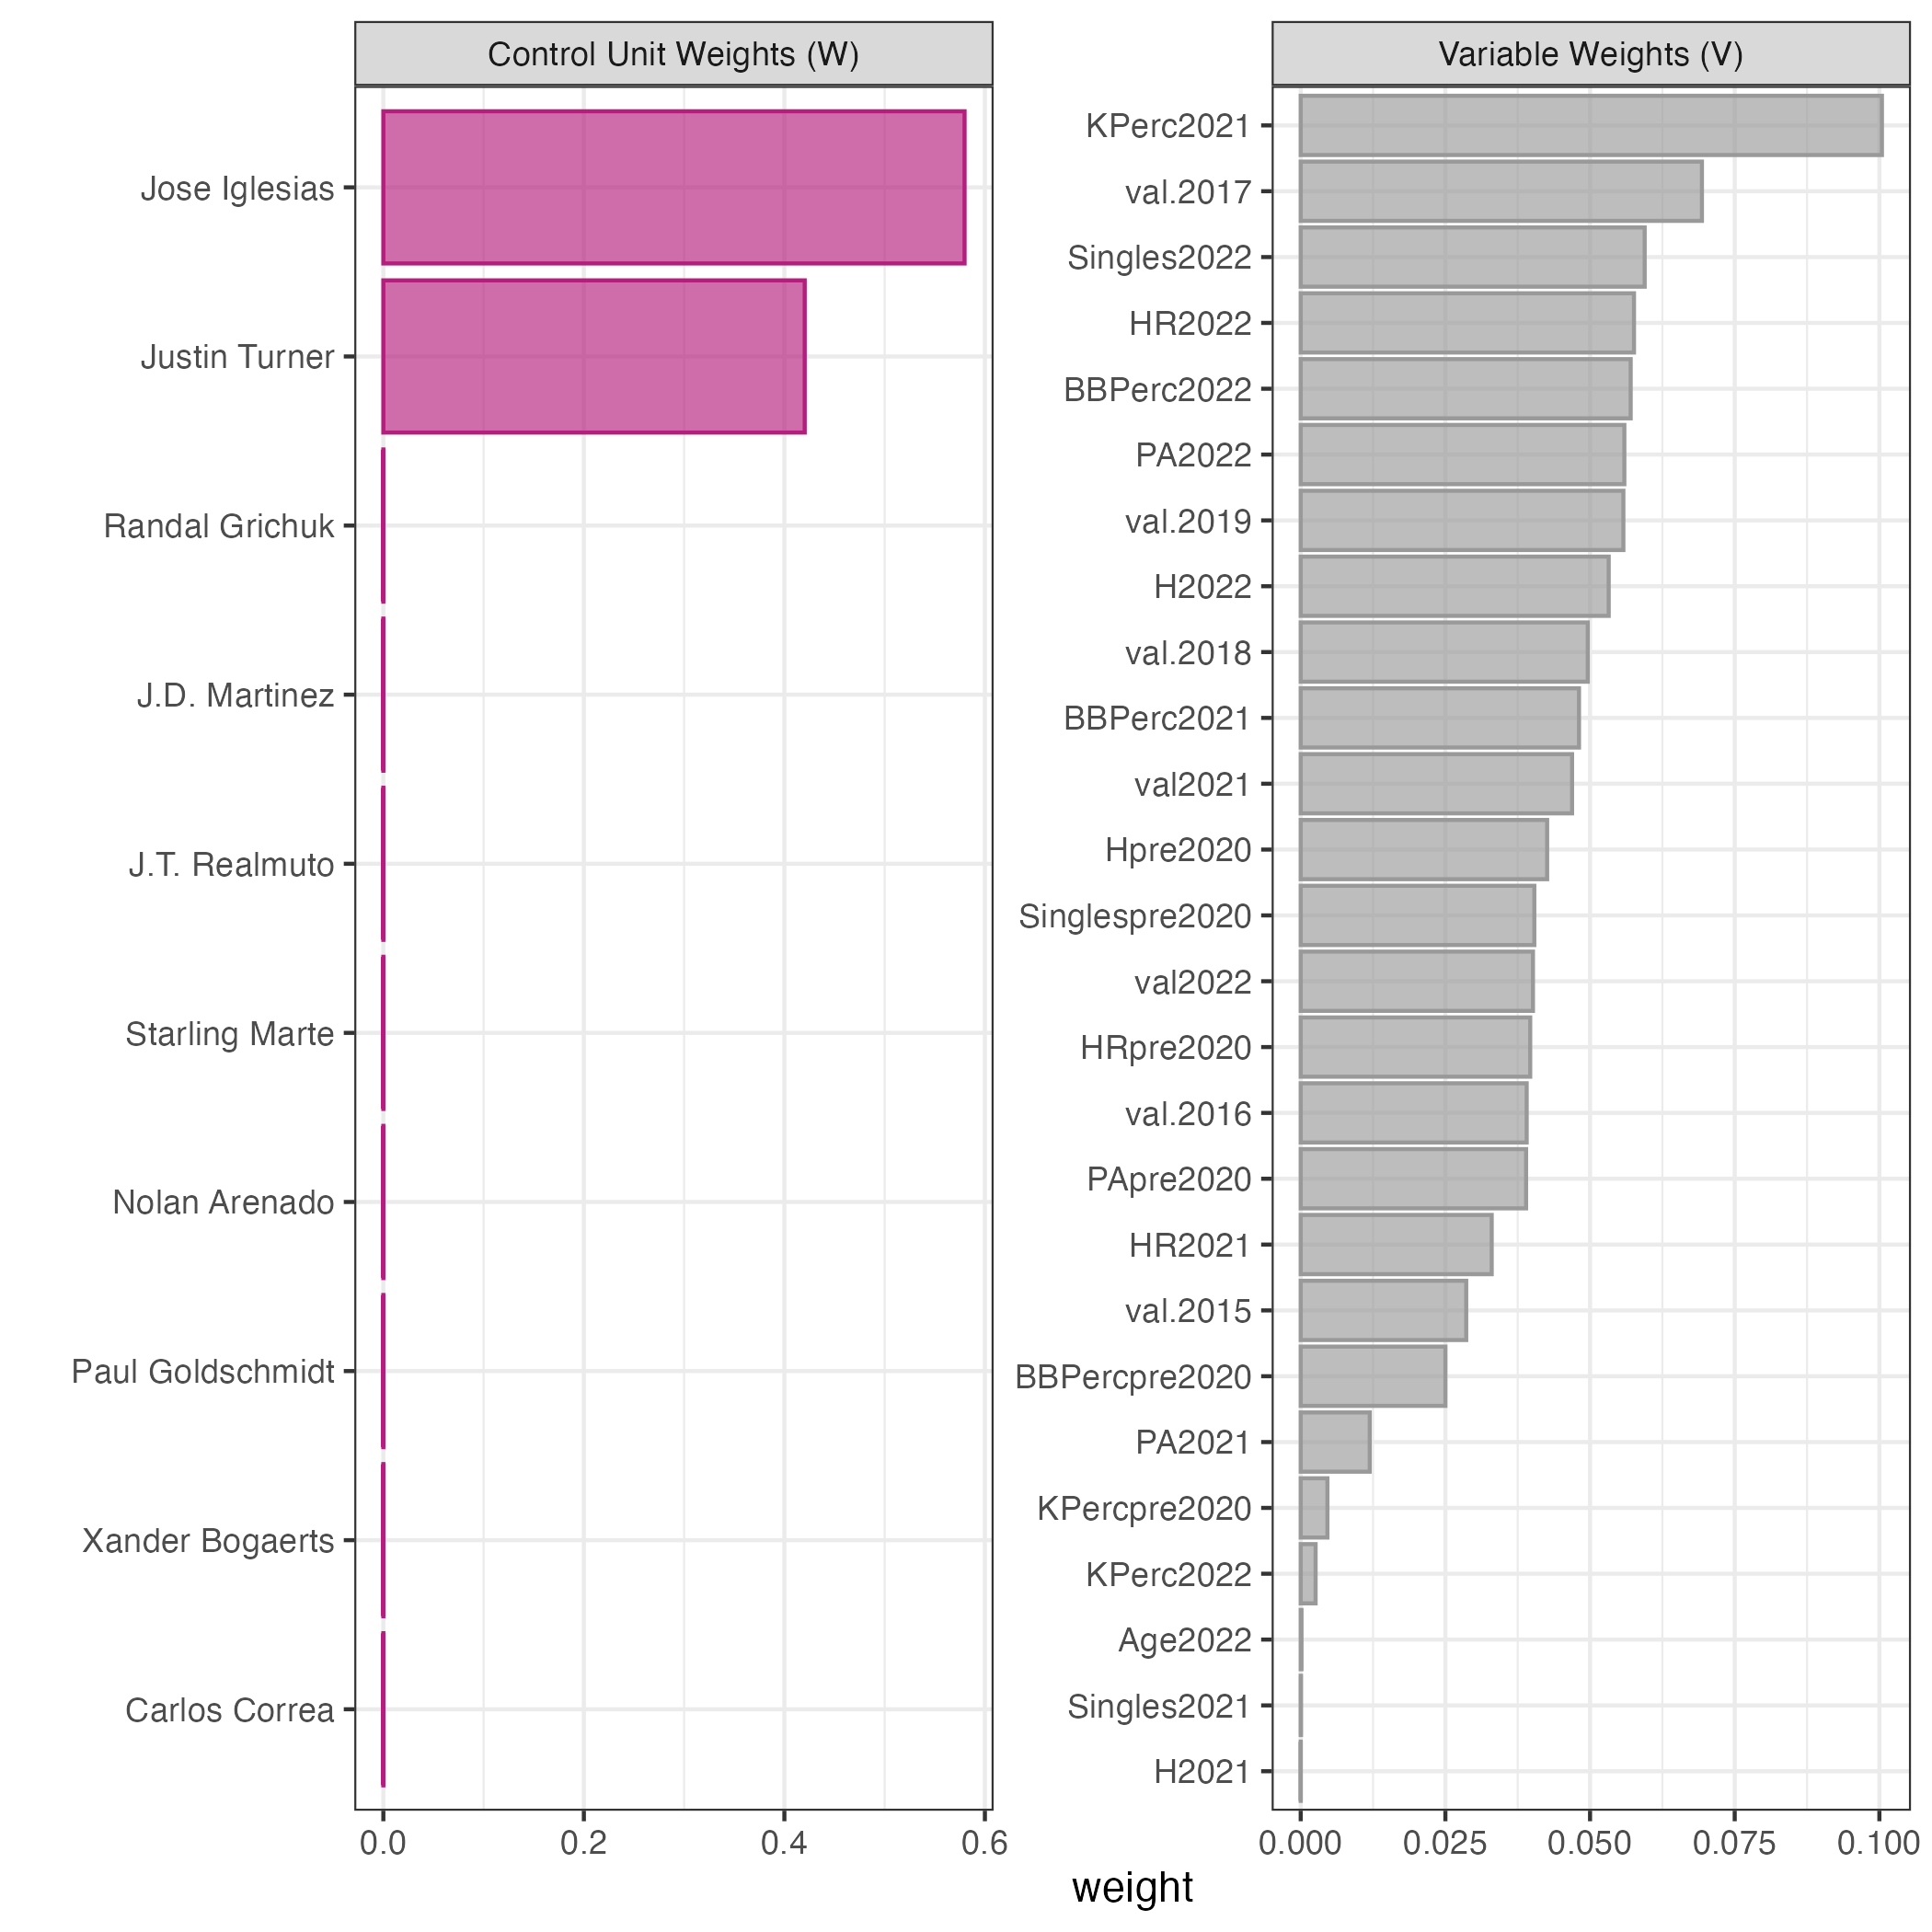 Control Unit Weights (W)
Jose Iglesias
Justin Turner
Randal Grichuk
J.D. Martinez
J.T. Realmuto
Starling Marte
Nolan Arenado
Paul Goldschmidt
Xander Bogaerts
Carlos Correa
0.0 0.2 0.4 0.6
Variable Weights (V)
KPerc2021
val.2017
Singles2022
HR2022
BBPerc2022
PA2022
val.2019
H2022
val.2018
BBPerc2021
val2021
Hpre2020
Singlespre2020
val2022
HRpre2020
val.2016
PApre2020
HR2021
val.2015
BBPercpre2020
PA2021
KPercpre2020
KPerc2022
Age2022
Singles2021
H2021
0.000 0.025 0.050 0.075 0.100
weight